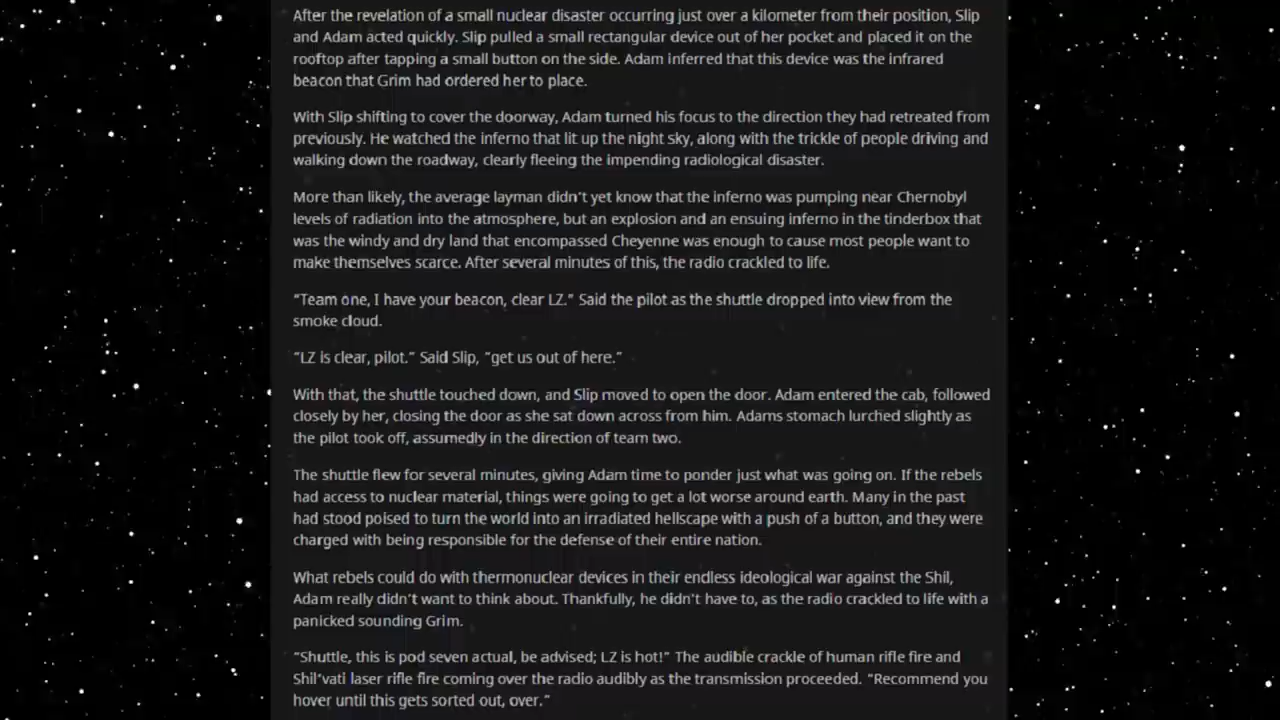 After the revelation of a small nuclear disaster occurring just over a kilometer from their position, Slip
and Adam acted quickly. Slip pulled a small rectangular device out of her pocket and placed it on the
rooftop after tapping a small button on the side. Adam inferred that this device was the infrared
beacon that Grim had ordered her to place.
With Slip shifting to cover the doorway, Adam turned his focus to the direction they had retreated from
previously. He watched the inferno that lit up the night sky, along with the trickle of people driving and
walking down the roadway, clearly fleeing the impending radiological disaster.
More than likely, the average layman didn't yet know that the inferno was pumping near Chernobyl
levels of radiation into the atmosphere, but an explosion and an ensuing inferno in the tinderbox that
was the windy and dry land that encompassed Cheyenne was enough to cause most people want to
make themselves scarce. After several minutes of this, the radio crackled to life.
“Team one, I have your beacon, clear LZ.” Said the pilot as the shuttle dropped into view from the
smoke cloud.
“LZ is clear, pilot.” Said Slip, “get us out of here.”
With that, the shuttle touched down, and Slip moved to open the door. Adam entered the cab, followed
closely by her, closing the door as she sat down across from him. Adams stomach lurched slightly as
the pilot took off, assumedly in the direction of team two.
The shuttle flew for several minutes, giving Adam time to ponder just what was going on. If the rebels
had access to nuclear material, things were going to get a lot worse around earth. Many in the past
had stood poised to turn the world into an irradiated hellscape with a push of a button, and they were
charged with being responsible for the defense of their entire nation.
What rebels could do with thermonuclear devices in their endless ideological war against the Shil,
Adam really didn't want to think about. Thankfully, he didn't have to, as the radio crackled to life with a
panicked sounding Grim.
“Shuttle, this is pod seven actual, be advised; LZ is hot!” The audible crackle of human rifle fire and
Shil'vati laser rifle fire coming over the radio audibly as the transmission proceeded. “Recommend you
hover until this gets sorted out, over.”